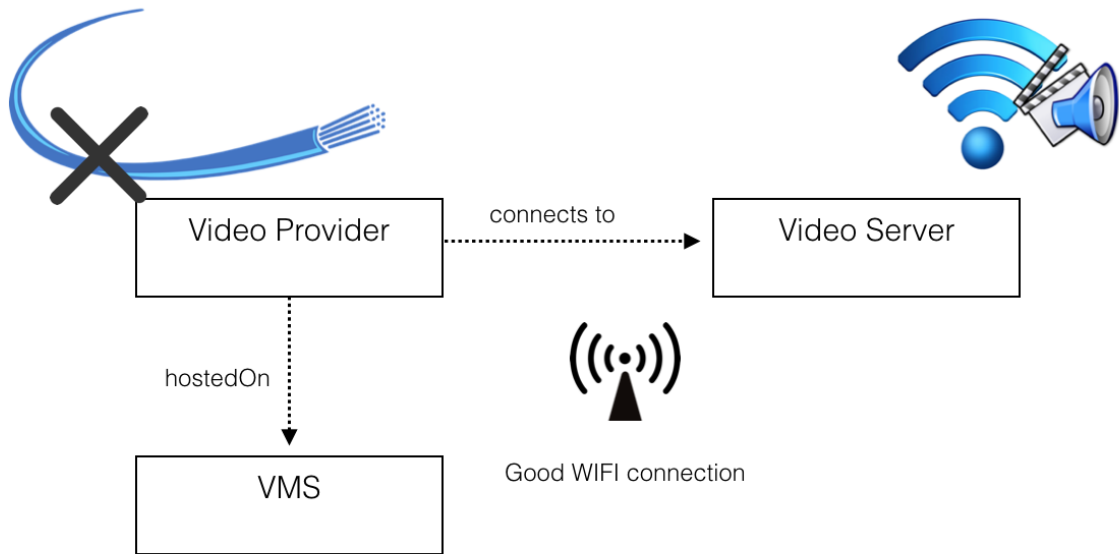 Video Provider
connects to
Video Server
hostedOn
Good WIFI connection
VMS